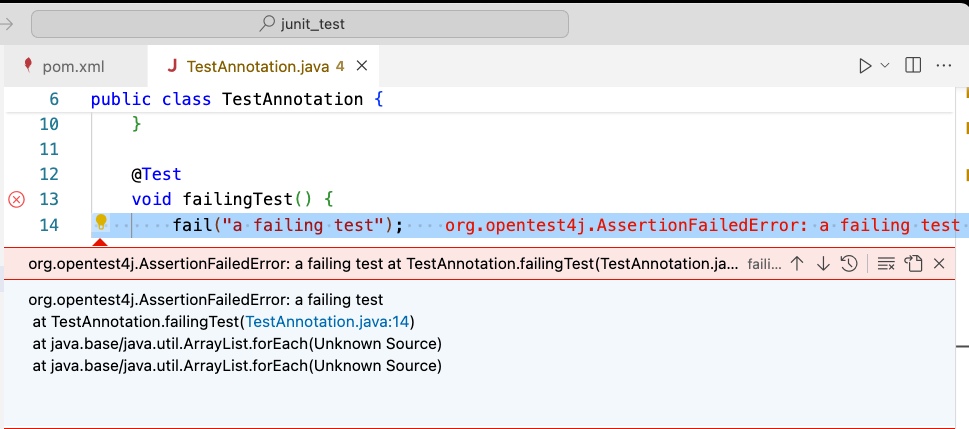 junit_test
pom.xml
TestAnnotation.java 4
6 public class TestAnnotation {
10 }
11
12 @Test
13 void failingTest() {
14 fail("a failing test"); org.opentest4j.AssertionFailedError: a failing test
org.opentest4j.AssertionFailedError: a failing test at TestAnnotation.failingTest(TestAnnotation.ja... faili...
org.opentest4j.AssertionFailedError: a failing test
at TestAnnotation.failingTest(TestAnnotation.java:14)
at java.base/java.util.ArrayList.forEach(Unknown Source)
at java.base/java.util.ArrayList.forEach(Unknown Source)